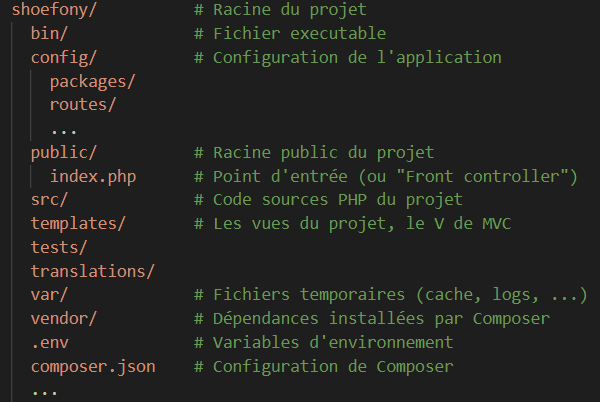 shoefony/ # Racine du projet
bin/ # Fichier executable
config/ # Configuration de l'application
packages/
routes/
...
public/ # Racine public du projet
index.php # Point d'entrée (ou "Front controller")
src/ # Code sources PHP du projet
templates/ # Les vues du projet, le V de MVC
tests/
translations/
var/ # Fichiers temporaires (cache, logs, ...)
vendor/ # Dépendances installées par Composer
.env # Variables d'environnement
composer.json # Configuration de Composer
...